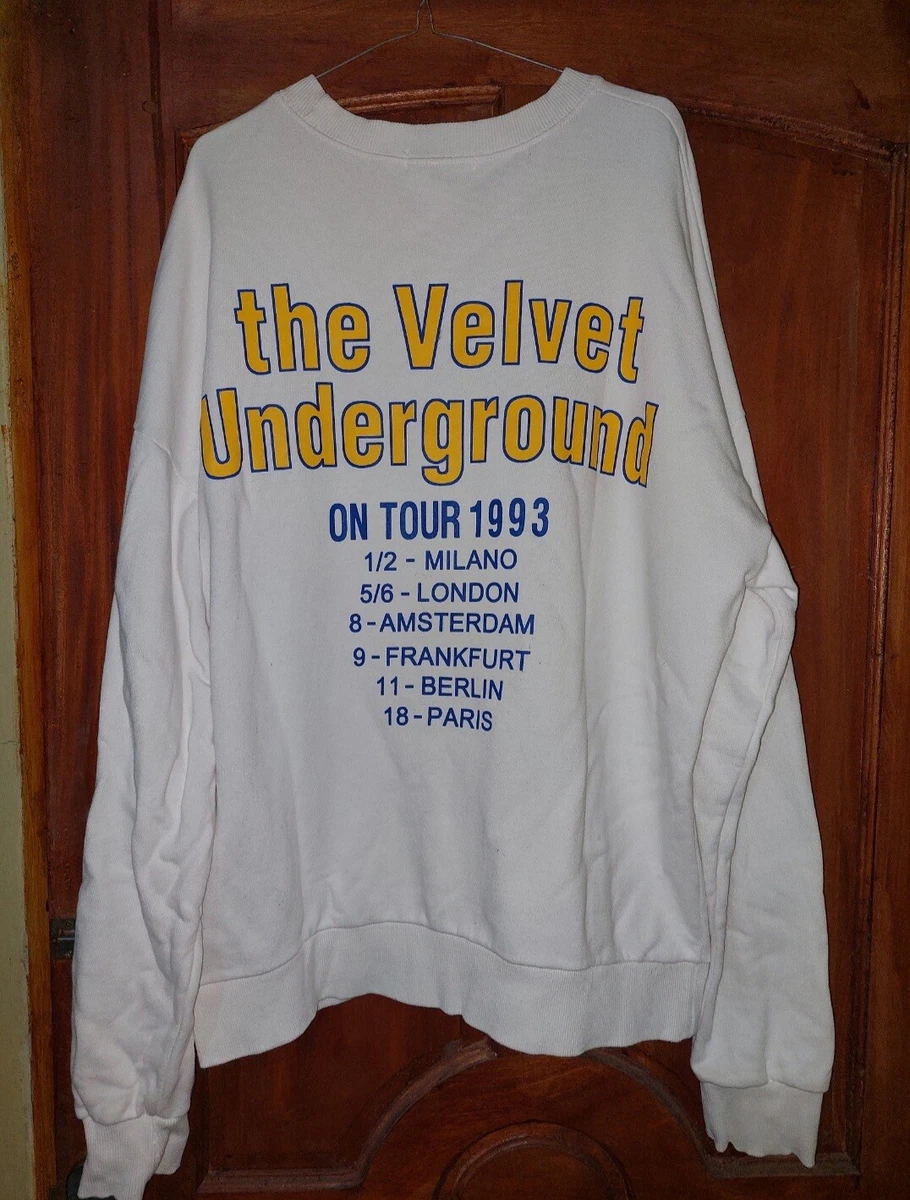 the Velvet
Underground
ON TOUR 1993
1/2 - MILANO
5/6 - LONDON
8 - AMSTERDAM
9 - FRANKFURT
11 - BERLIN
18 - PARIS